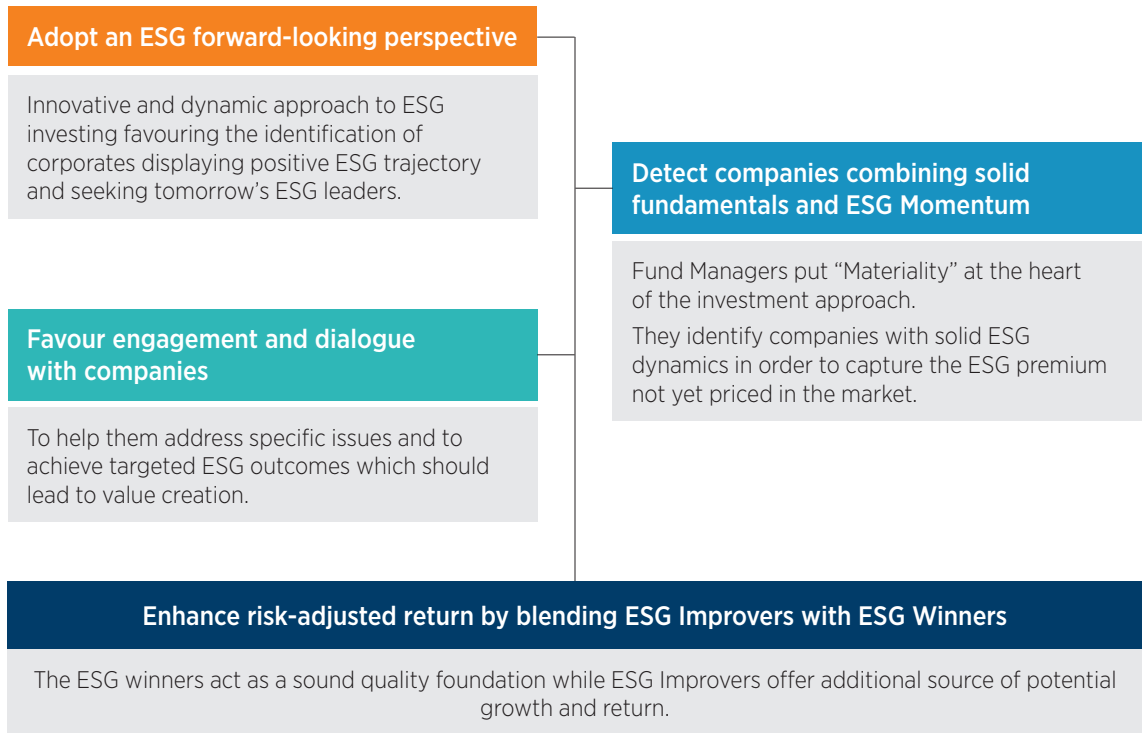 Adopt an ESG forward-looking perspective
Innovative and dynamic approach to ESG
investing favouring the identification of
corporates displaying positive ESG trajectory
and seeking tomorrow's ESG leaders.
Detect companies combining solid
fundamentals and ESG Momentum
Fund Managers put “Materiality” at the heart
of the investment approach.
They identify companies with solid ESG
dynamics in order to capture the ESG premium
not yet priced in the market.
Favour engagement and dialogue
with companies
To help them address specific issues and to
achieve targeted ESG outcomes which should
lead to value creation.
Enhance risk-adjusted return by blending ESG Improvers with ESG Winners
The ESG winners act as a sound quality foundation while ESG Improvers offer additional source of potential
growth and return.